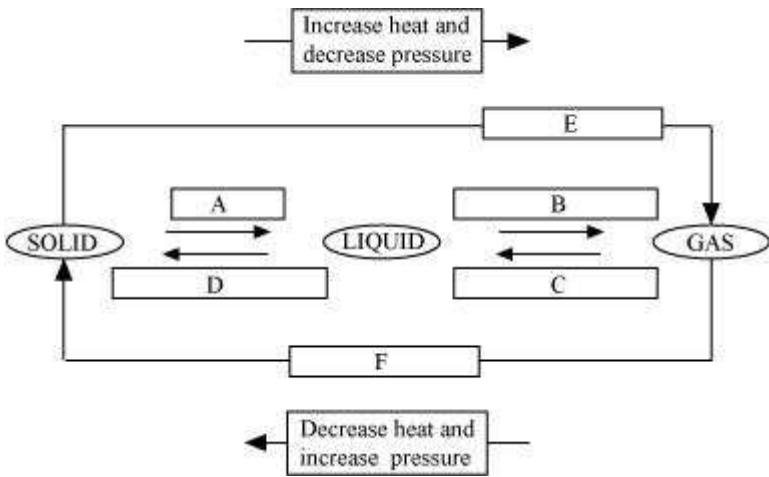 Increase heat and
decrease pressure
E
A
B
SOLID
LIQUID
GAS
D
C
F
Decrease heat and
increase pressure